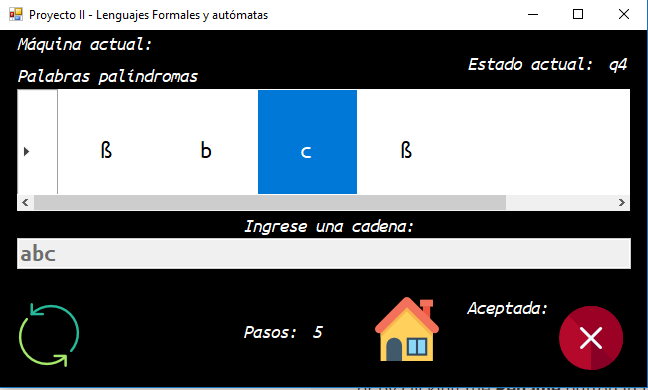 Proyecto II - Lenguajes Formales y autómatas
Máquina actual:
Estado actual: q4
Palabras palíndromas
ß b c ß
Ingrese una cadena:
abc
Aceptada:
Pasos: 5